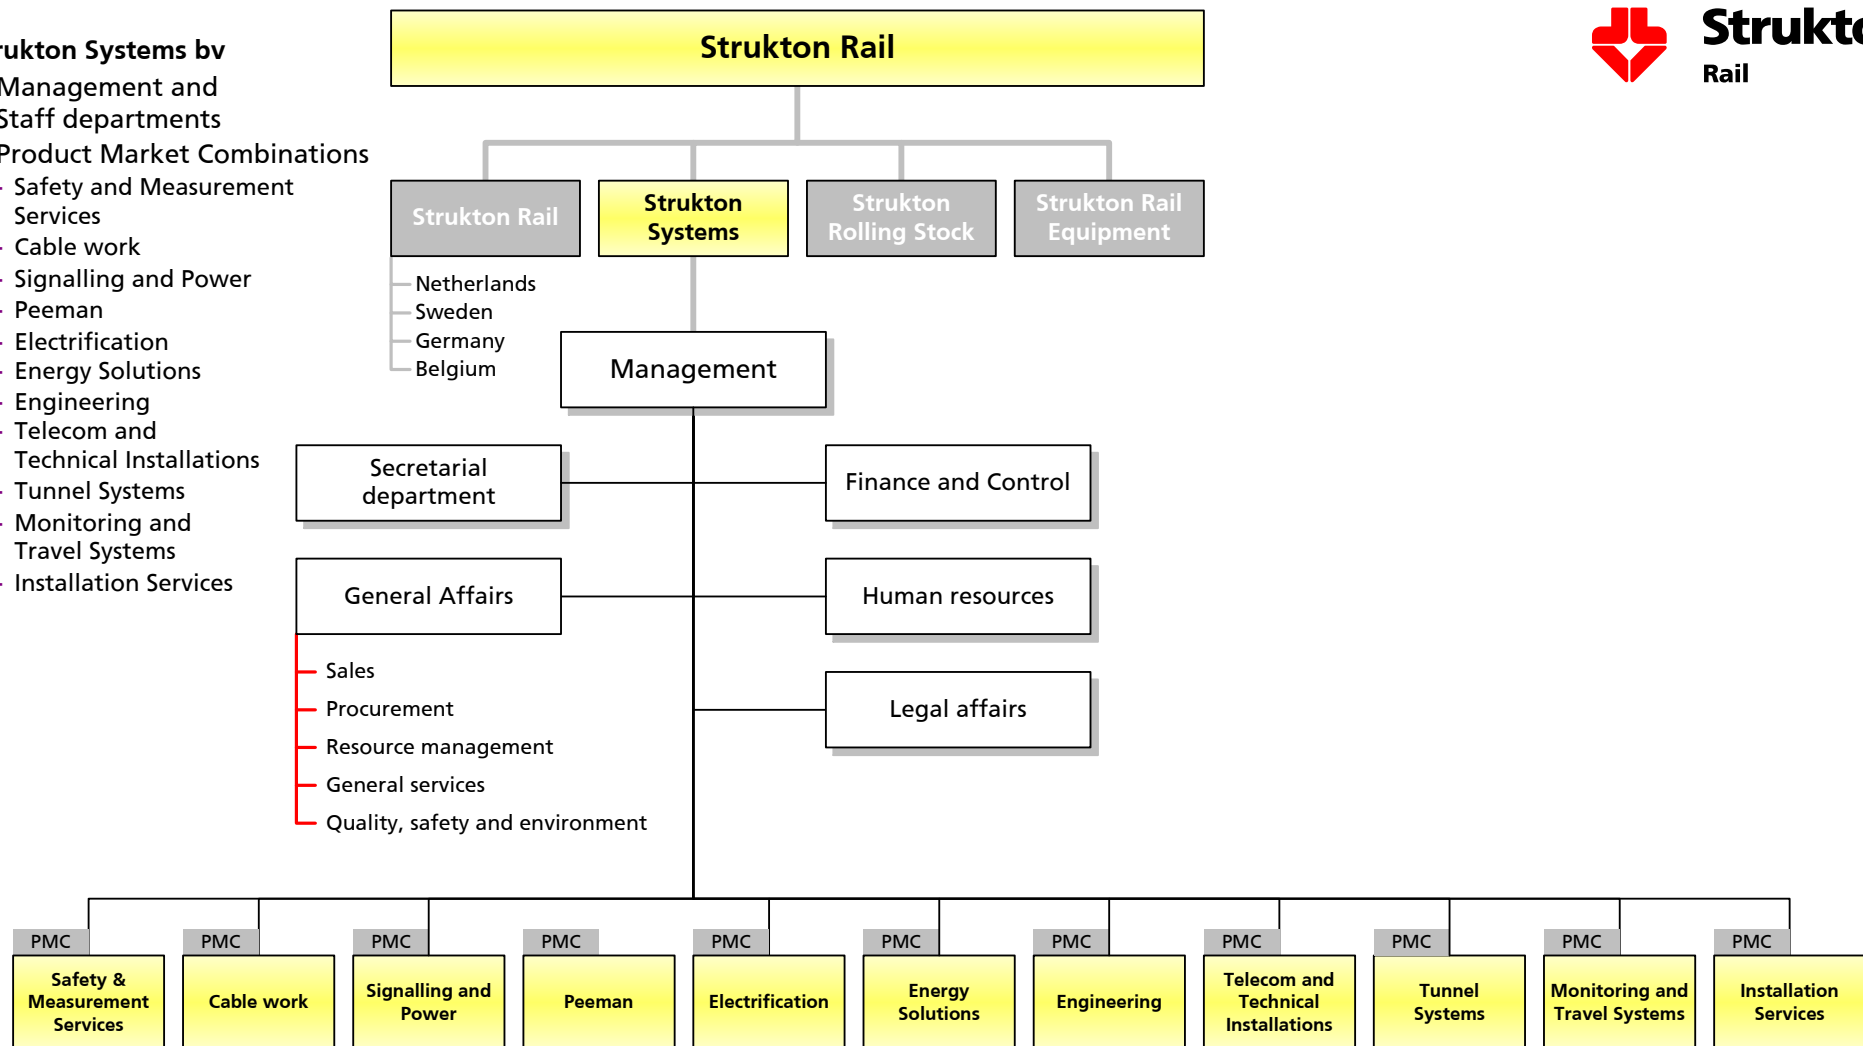 rukton Systems bv
Management and
Staff departments
Product Market Combinations
- Safety and Measurement
Services
- Cable work
- Signalling and Power
- Peeman
- Electrification
- Energy Solutions
- Engineering
- Telecom and
Technical Installations
- Tunnel Systems
- Monitoring and
Travel Systems
- Installation Services
Strukton Rail
Strukto
Rail
Strukton Rail
Strukton
Systems
Strukton
Rolling Stock
Strukton Rail
Equipment
Netherlands
Sweden
Germany
Belgium
Management
Secretarial
department
Finance and Control
General Affairs
Human resources
Sales
Procurement
Resource management
General services
Quality, safety and environment
Legal affairs
PMC
Safety &
Measurement
Services
PMC
Cable work
PMC
Signalling and
Power
PMC
Peeman
PMC
Electrification
PMC
Energy
Solutions
PMC
Engineering
PMC
Telecom and
Technical
Installations
PMC
Tunnel
Systems
PMC
Monitoring and
Travel Systems
PMC
Installation
Services